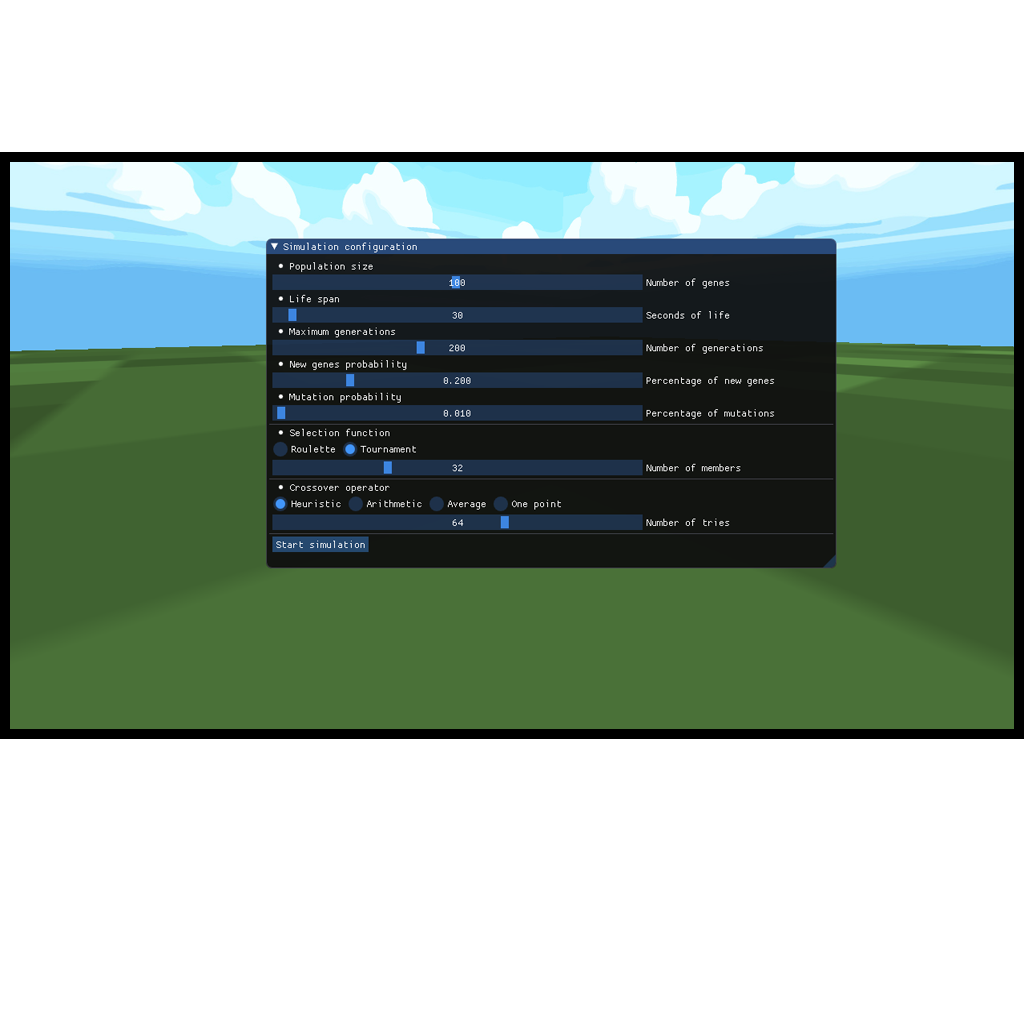 Simulation configuration
Population size
100 Number of genes
Life span
30 Seconds of life
Maximum generations
200 Number of generations
New genes probability
0.200 Percentage of new genes
Mutation probability
0.010 Percentage of mutations
Selection function
Roulette Tournament
32 Number of members
Crossover operator
Heuristic Arithmetic Average One point
64 Number of tries
Start simulation